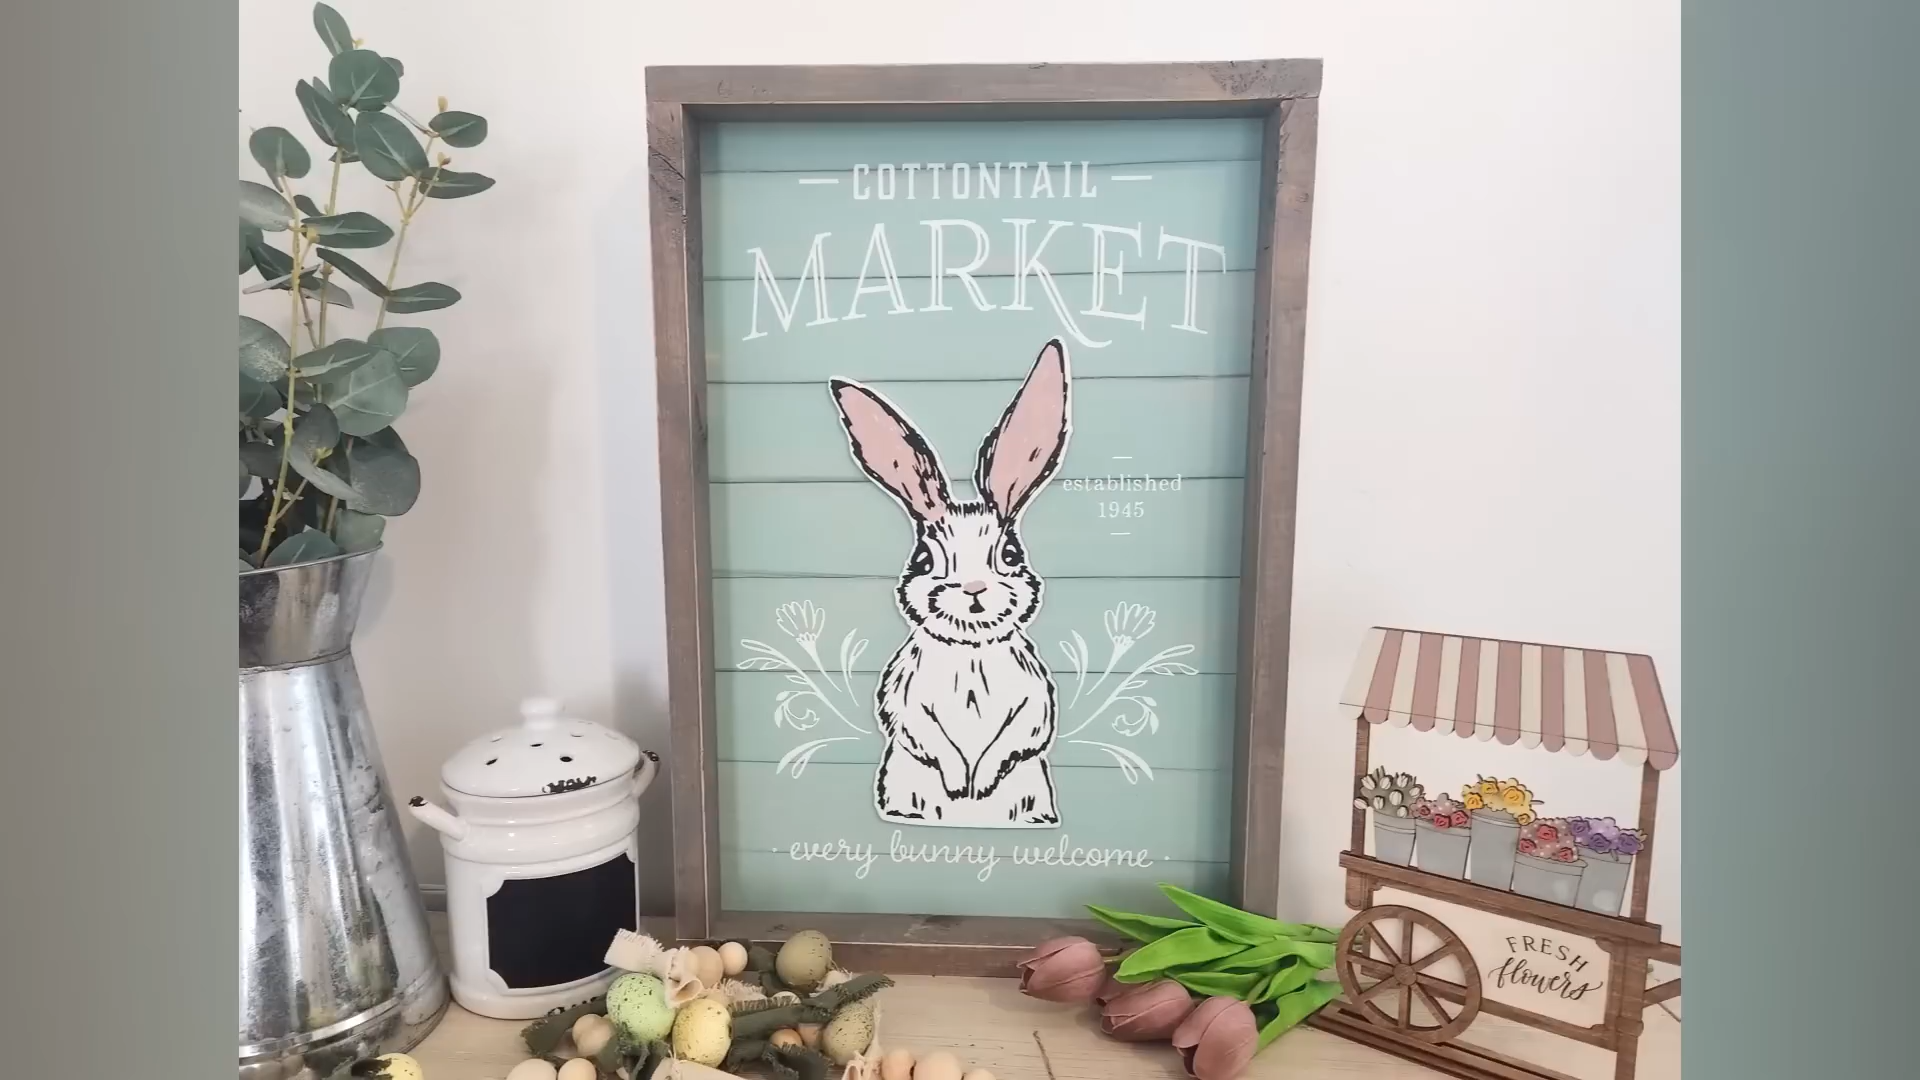 COTTONTAIL
MARKET
established
1945
every bunny welcome
FRESH
flowers